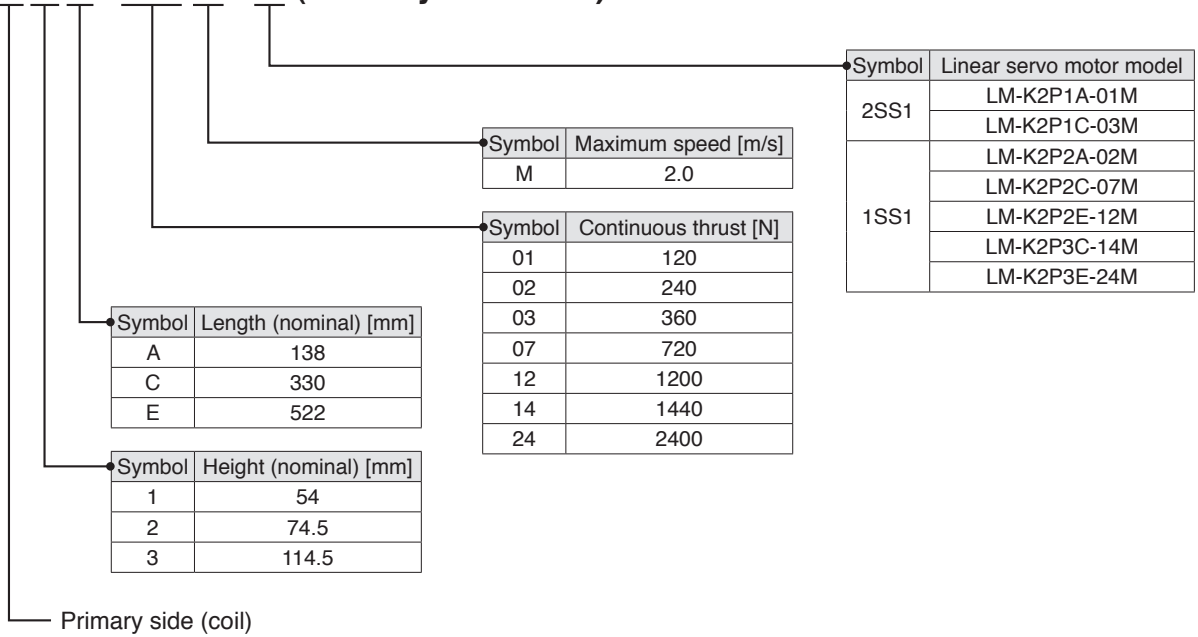 Symbol Linear servo motor model
2SS1 LM-K2P1A-01M
LM-K2P1C-03M
1SS1 LM-K2P2A-02M
LM-K2P2C-07M
LM-K2P2E-12M
LM-K2P3C-14M
LM-K2P3E-24M
Symbol Maximum speed [m/s]
M 2.0
Symbol Continuous thrust [N]
01 120
02 240
03 360
07 720
12 1200
14 1440
24 2400
Symbol Length (nominal) [mm]
A 138
C 330
E 522
Symbol Height (nominal) [mm]
1 54
2 74.5
3 114.5
Primary side (coil)